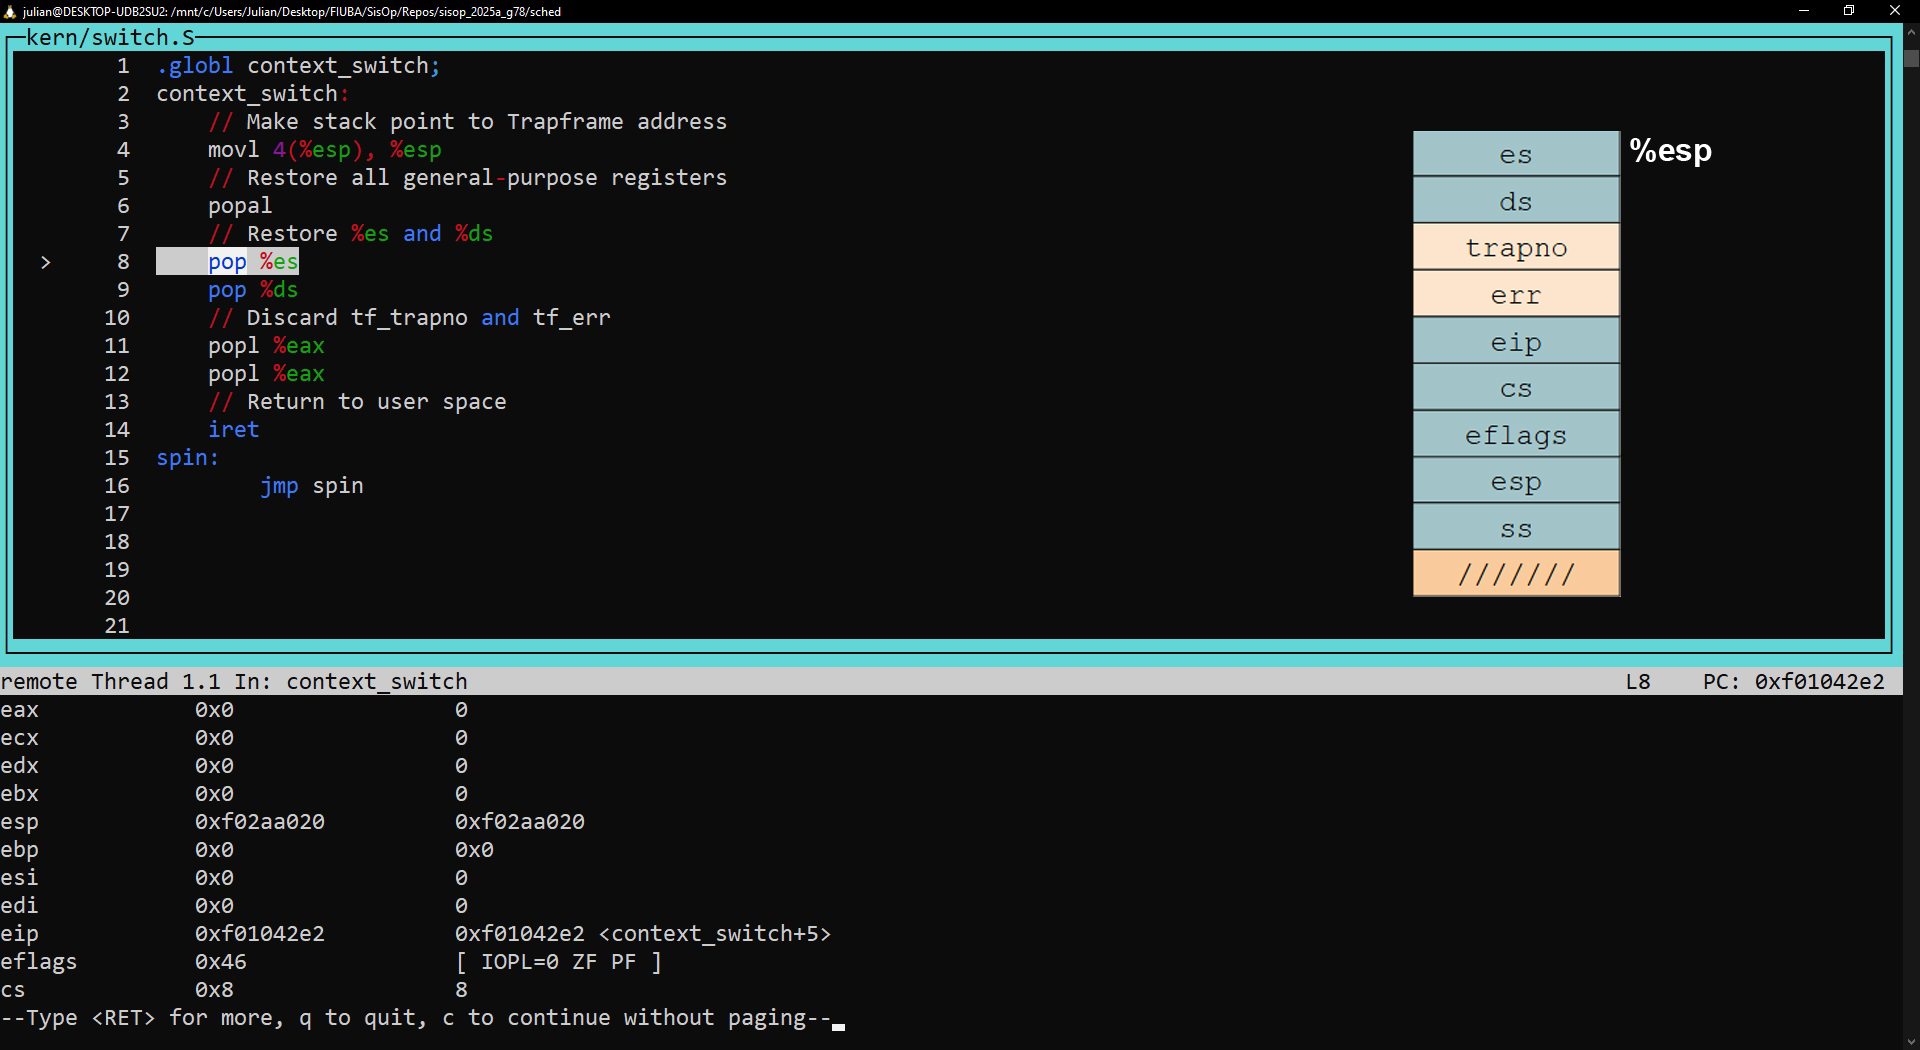 julian@DESKTOP-UDB2SU2: /mnt/c/Users/Julian/Desktop/FIUBA/SisOp/Repos/sisop_2025a_g78/sched
kern/switch.S
1 .globl context_switch;
2 context_switch:
3 // Make stack point to Trapframe address
4 movl 4(%esp), %esp
5 // Restore all general-purpose registers
6 popal
7 // Restore %es and %ds
> 8 pop %es
9 pop %ds
10 // Discard tf_trapno and tf_err
11 popl %eax
12 popl %eax
13 // Return to user space
14 iret
15 spin:
16 jmp spin
17
18
19
20
21
es %esp
ds
trapno
err
eip
cs
eflags
esp
ss
///////
remote Thread 1.1 In: context_switch L8 PC: 0xf01042e2
eax 0x0 0
ecx 0x0 0
edx 0x0 0
ebx 0x0 0
esp 0xf02aa020 0xf02aa020
ebp 0x0 0x0
esi 0x0 0
edi 0x0 0
eip 0xf01042e2 0xf01042e2 <context_switch+5>
eflags 0x46 [ IOPL=0 ZF PF ]
cs 0x8 8
--Type <RET> for more, q to quit, c to continue without paging--